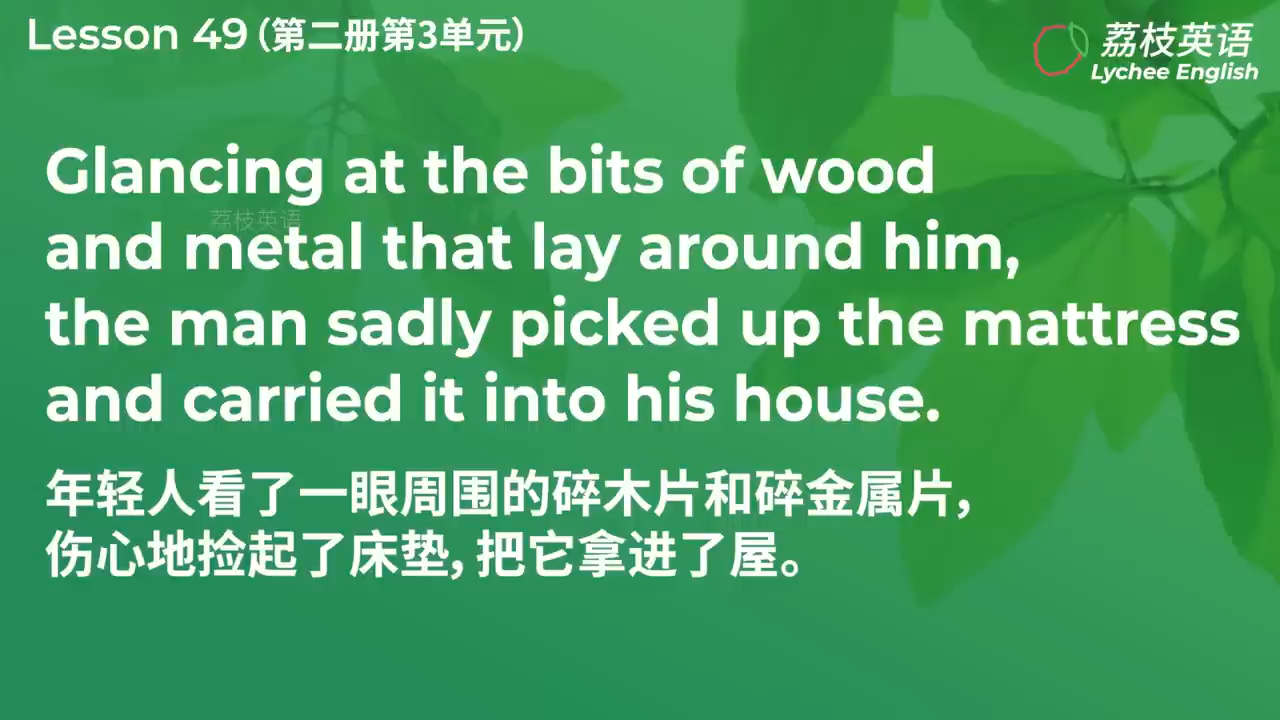 Lesson 49 (第二册第3单元)
荔枝英语
Lychee English
Glancing at the bits of wood
荔枝英语
and metal that lay around him,
the man sadly picked up the mattress
and carried it into his house.
年轻人看了一眼周围的碎木片和碎金属片,
伤心地捡起了床垫, 把它拿进了屋。